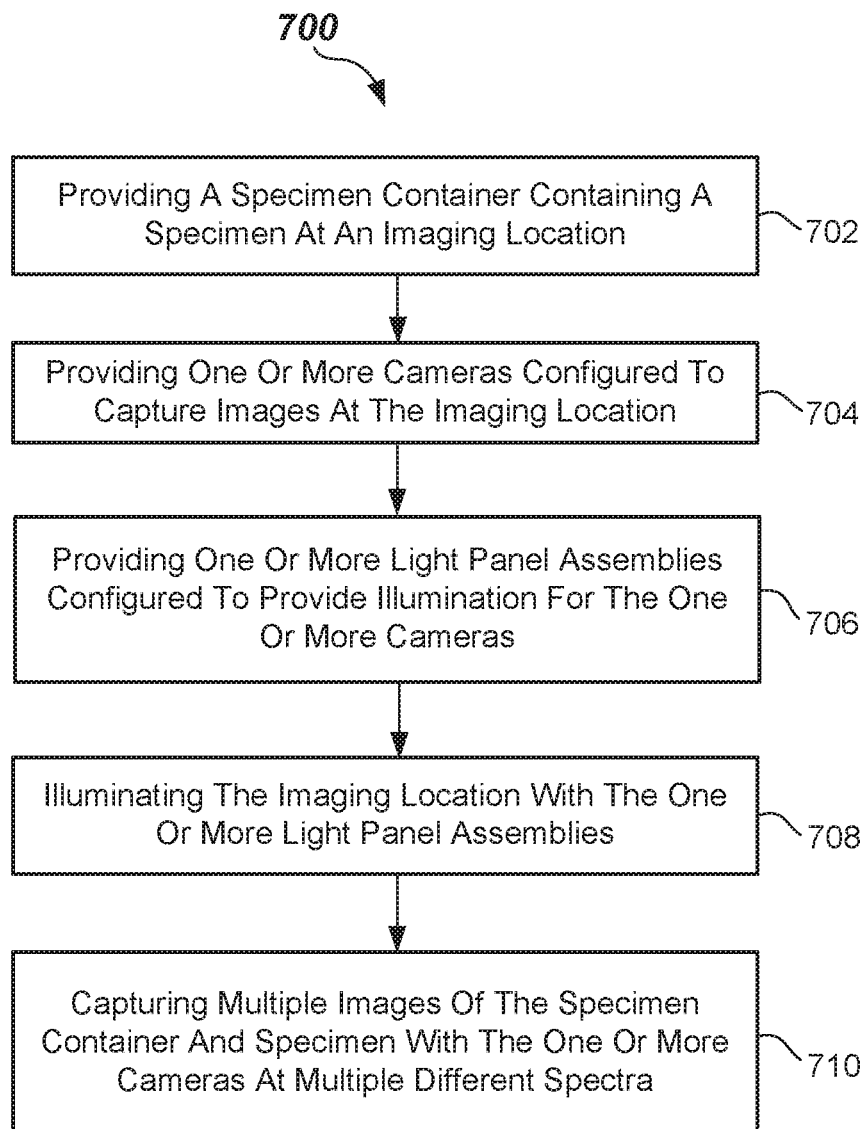 700
Providing A Specimen Container Containing A
Specimen At An Imaging Location
702
Providing One Or More Cameras Configured To
Capture Images At The Imaging Location
704
Providing One Or More Light Panel Assemblies
Configured To Provide Illumination For The One
Or More Cameras
706
Illuminating The Imaging Location With The One
Or More Light Panel Assemblies
708
Capturing Multiple Images Of The Specimen
Container And Specimen With The One Or More
Cameras At Multiple Different Spectra
710